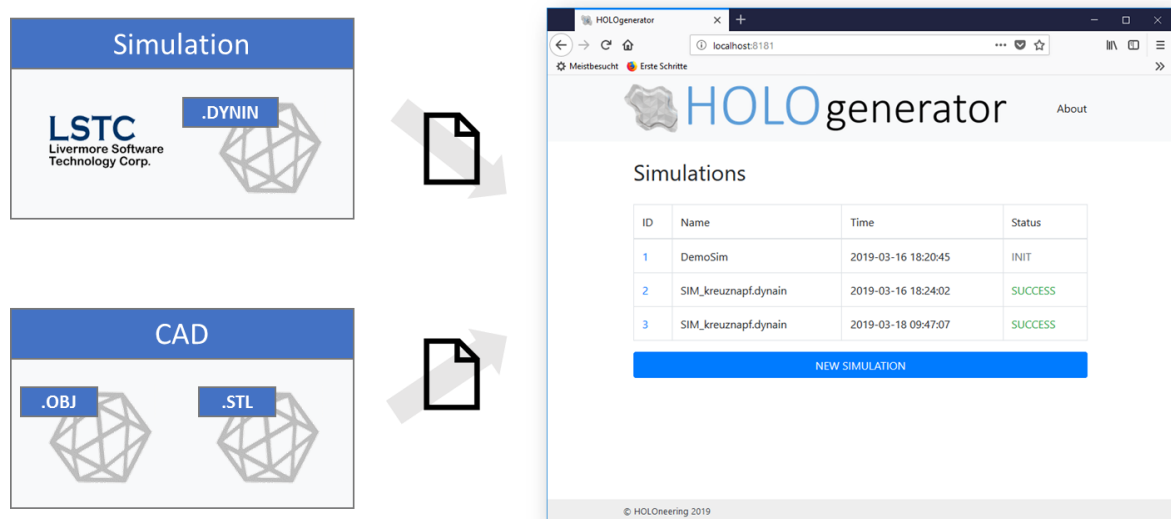 Simulation
.DYNIN
LSTC
Livermore Software
Technology Corp.
CAD
.OBJ
.STL
HOLOgenerator
localhost:8181
Meistbesucht Erste Schritte
HOLOgenerator
About
Simulations
ID Name Time Status
1 DemoSim 2019-03-16 18:20:45 INIT
2 SIM_kreuznapf.dynain 2019-03-16 18:24:02 SUCCESS
3 SIM_kreuznapf.dynain 2019-03-18 09:47:07 SUCCESS
NEW SIMULATION
© HOLOneering 2019